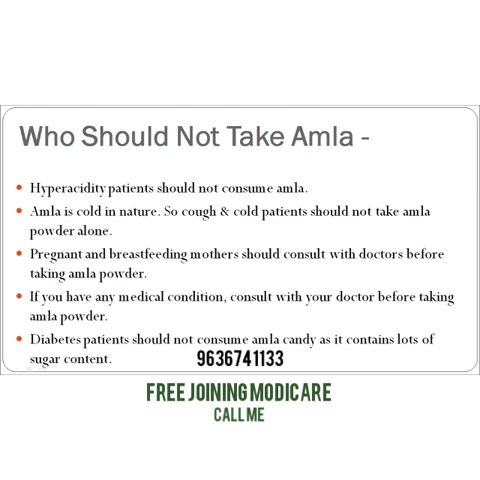 Who Should Not Take Amla -
Hyperacidity patients should not consume amla.
Amla is cold in nature. So cough & cold patients should not take amla
powder alone.
Pregnant and breastfeeding mothers should consult with doctors before
taking amla powder.
If you have any medical condition, consult with your doctor before taking
amla powder.
Diabetes patients should not consume amla candy as it contains lots of
sugar content.
9636741133
FREE JOINING MODICARE
CALL ME